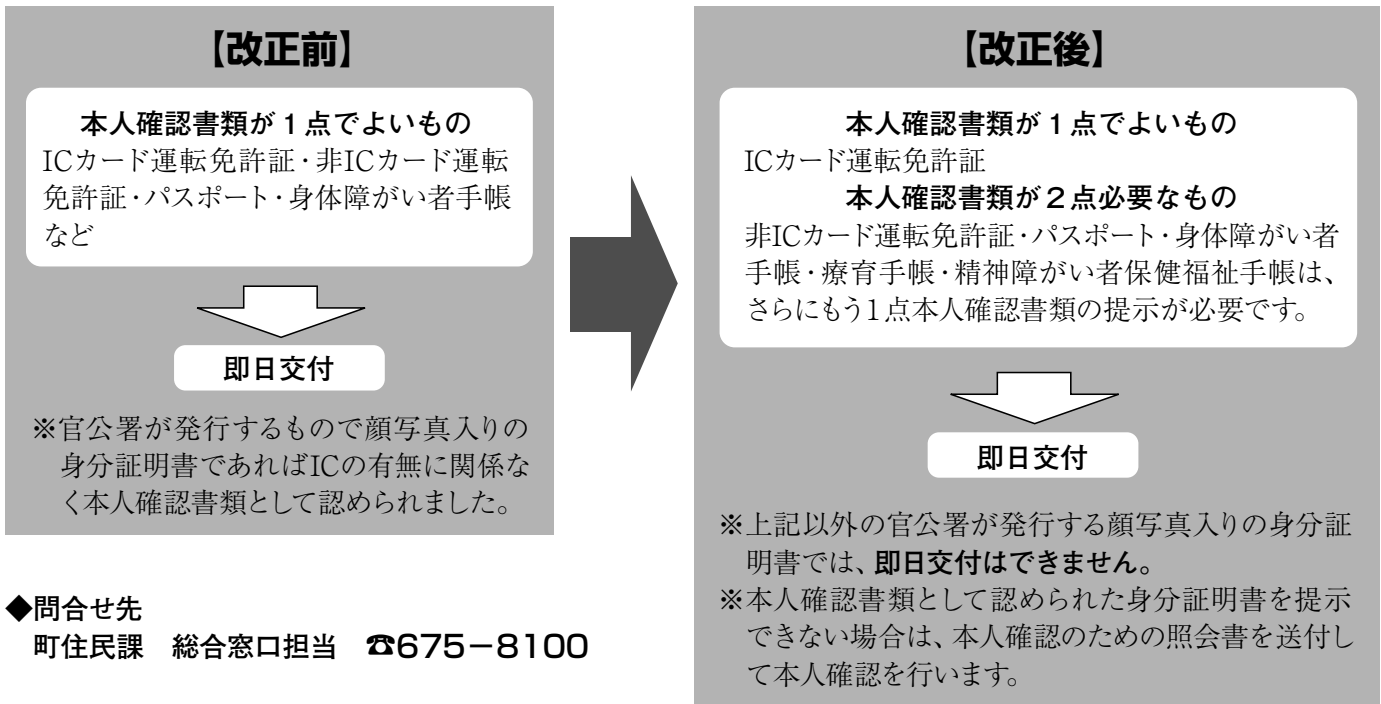 【改正前】
本人確認書類が1点でよいもの
ICカード運転免許証・非ICカード運転
免許証・パスポート・身体障がい者手帳
など
即日交付
※官公署が発行するもので顔写真入りの
身分証明書であればICの有無に関係な
く本人確認書類として認められました。
◆問合せ先
町住民課　総合窓口担当　☎675－8100
【改正後】
本人確認書類が1点でよいもの
ICカード運転免許証
本人確認書類が2点必要なもの
非ICカード運転免許証・パスポート・身体障がい者
手帳・療育手帳・精神障がい者保健福祉手帳は、
さらにもう1点本人確認書類の提示が必要です。
即日交付
※上記以外の官公署が発行する顔写真入りの身分証
明書では、即日交付はできません。
※本人確認書類として認められた身分証明書を提示
できない場合は、本人確認のための照会書を送付し
て本人確認を行います。